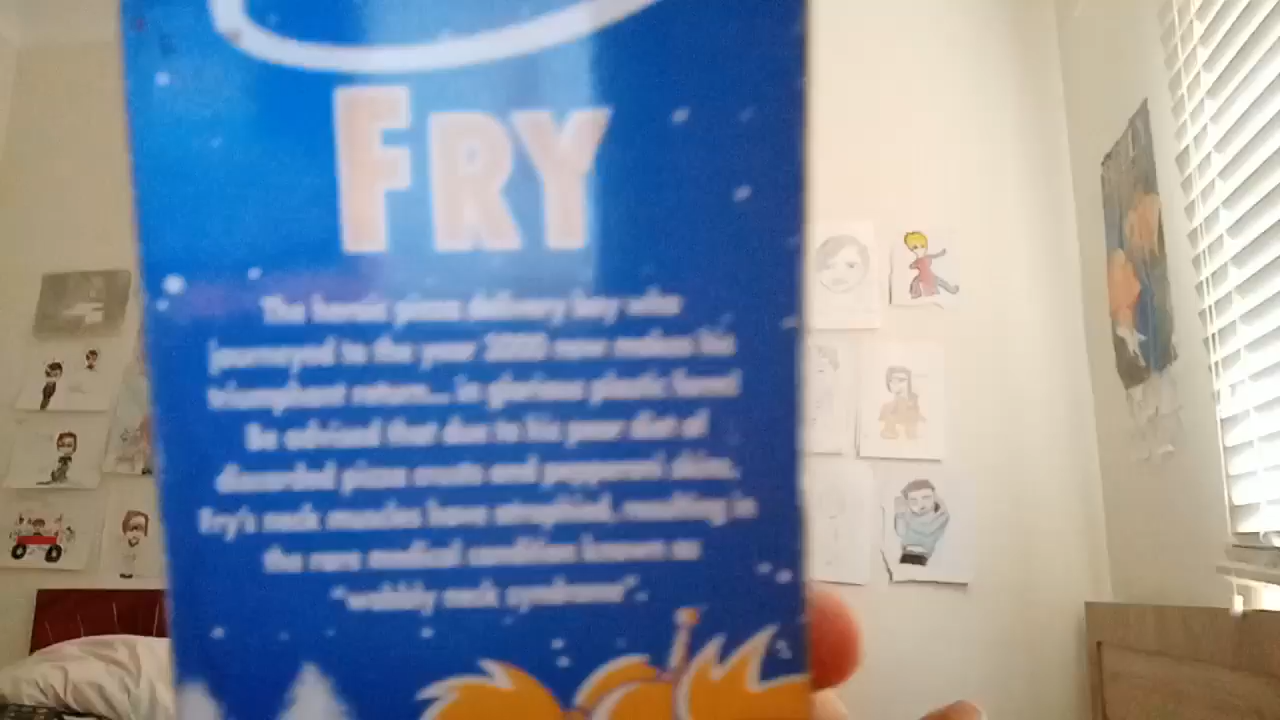 FRY
The heroic pizza delivery boy who
journeyed to the year 3000 now makes his
triumphant return... in glorious plastic form!
Be advised that due to his poor diet of
discarded pizza crusts and pepperoni skins,
Fry's neck muscles have atrophied, resulting in
the rare medical condition known as
"wobbly neck syndrome".